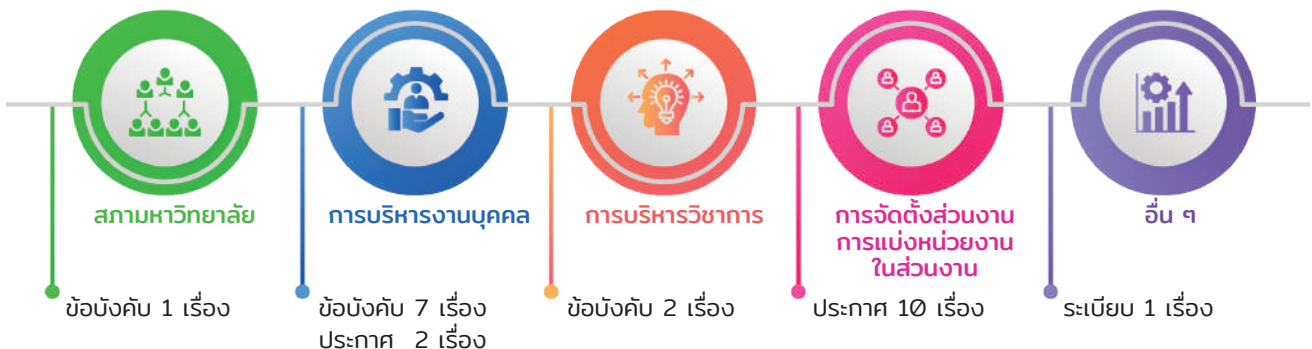 สภามหาวิทยาลัย
ข้อบังคับ 1 เรื่อง
การบริหารงานบุคคล
ข้อบังคับ 7 เรื่อง
ประกาศ 2 เรื่อง
การบริหารวิชาการ
ข้อบังคับ 2 เรื่อง
การจัดตั้งส่วนงาน
การแบ่งหน่วยงาน
ในส่วนงาน
ประกาศ 10 เรื่อง
อื่น ๆ
ระเบียบ 1 เรื่อง